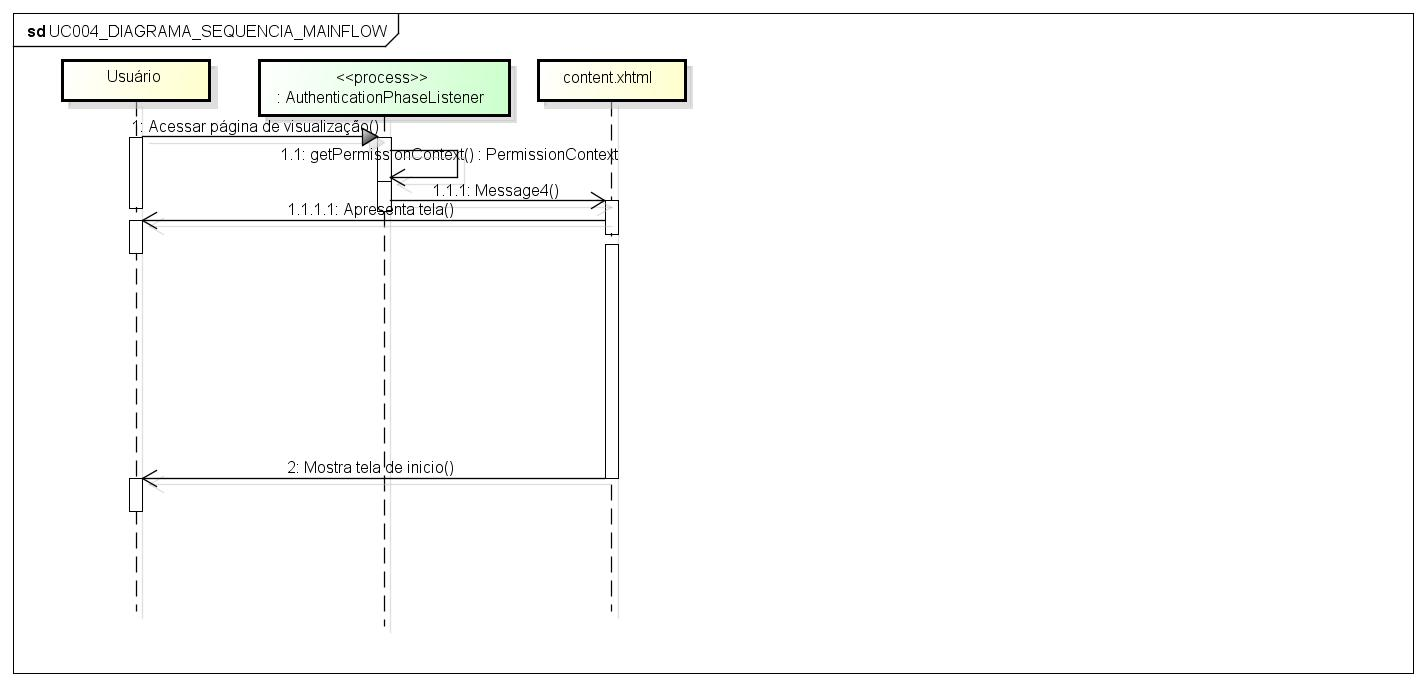 sd UC004_DIAGRAMA_SEQUENCIA_MAINFLOW
Usuário
<<process>>
: AuthenticationPhaseListener
content.xhtml
1: Acessar página de visualização()
1.1: getPermissionContext() : PermissionContext
1.1.1: Message4()
1.1.1.1: Apresenta tela()
2: Mostra tela de inicio()